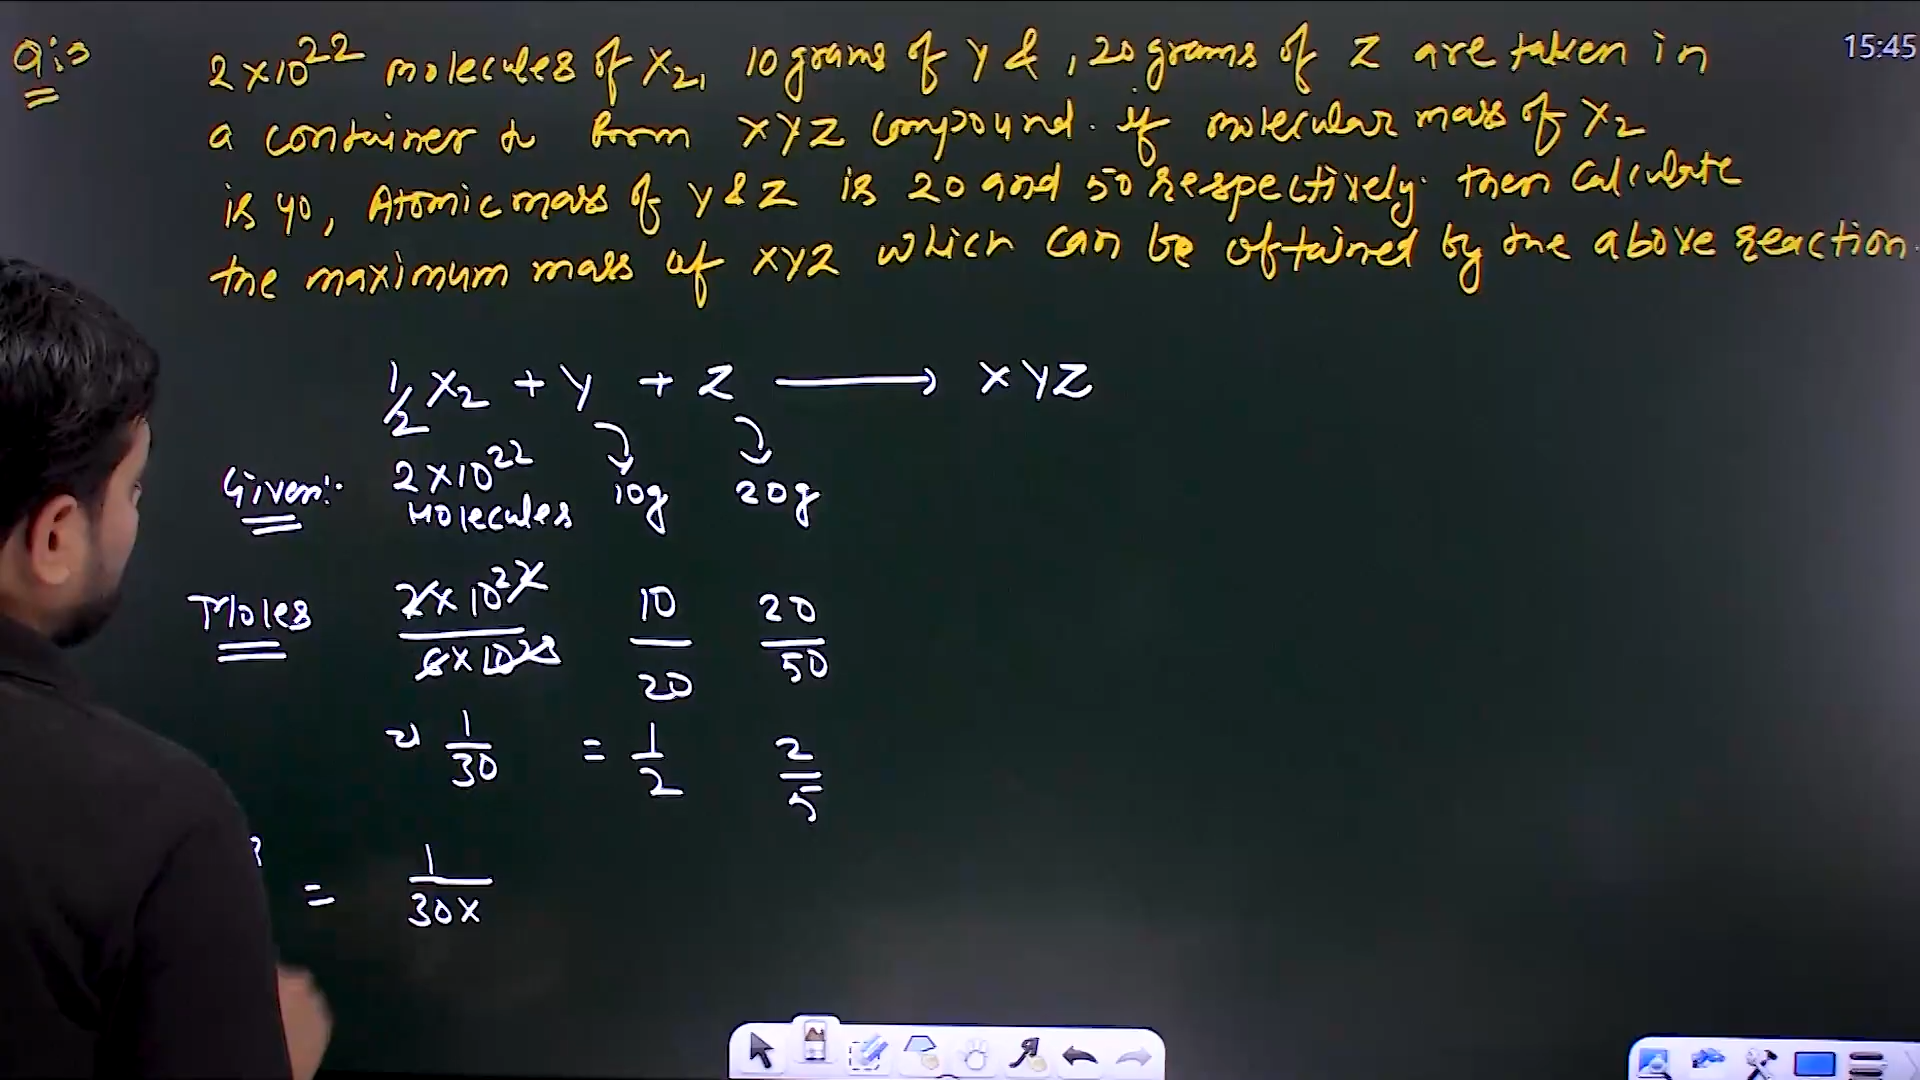 Q:3
2×10²² molecules of X₂, 10 grams of Y &, 20 grams of Z are taken in
a container to form XYZ compound. if molecular mass of X₂
is 40, Atomic mass of Y & Z is 20 and 50 respectively. then Calculate
the maximum mass of XYZ which can be obtained by the above reaction.
15:45
1/2 X₂ + Y + Z ⟶ XYZ
Given:- 2×10²² Molecules 10g 20g
Moles 2×10²²/6×10²³ 10/20 20/50
1/30 = 1/2 2/5
= 1/30×